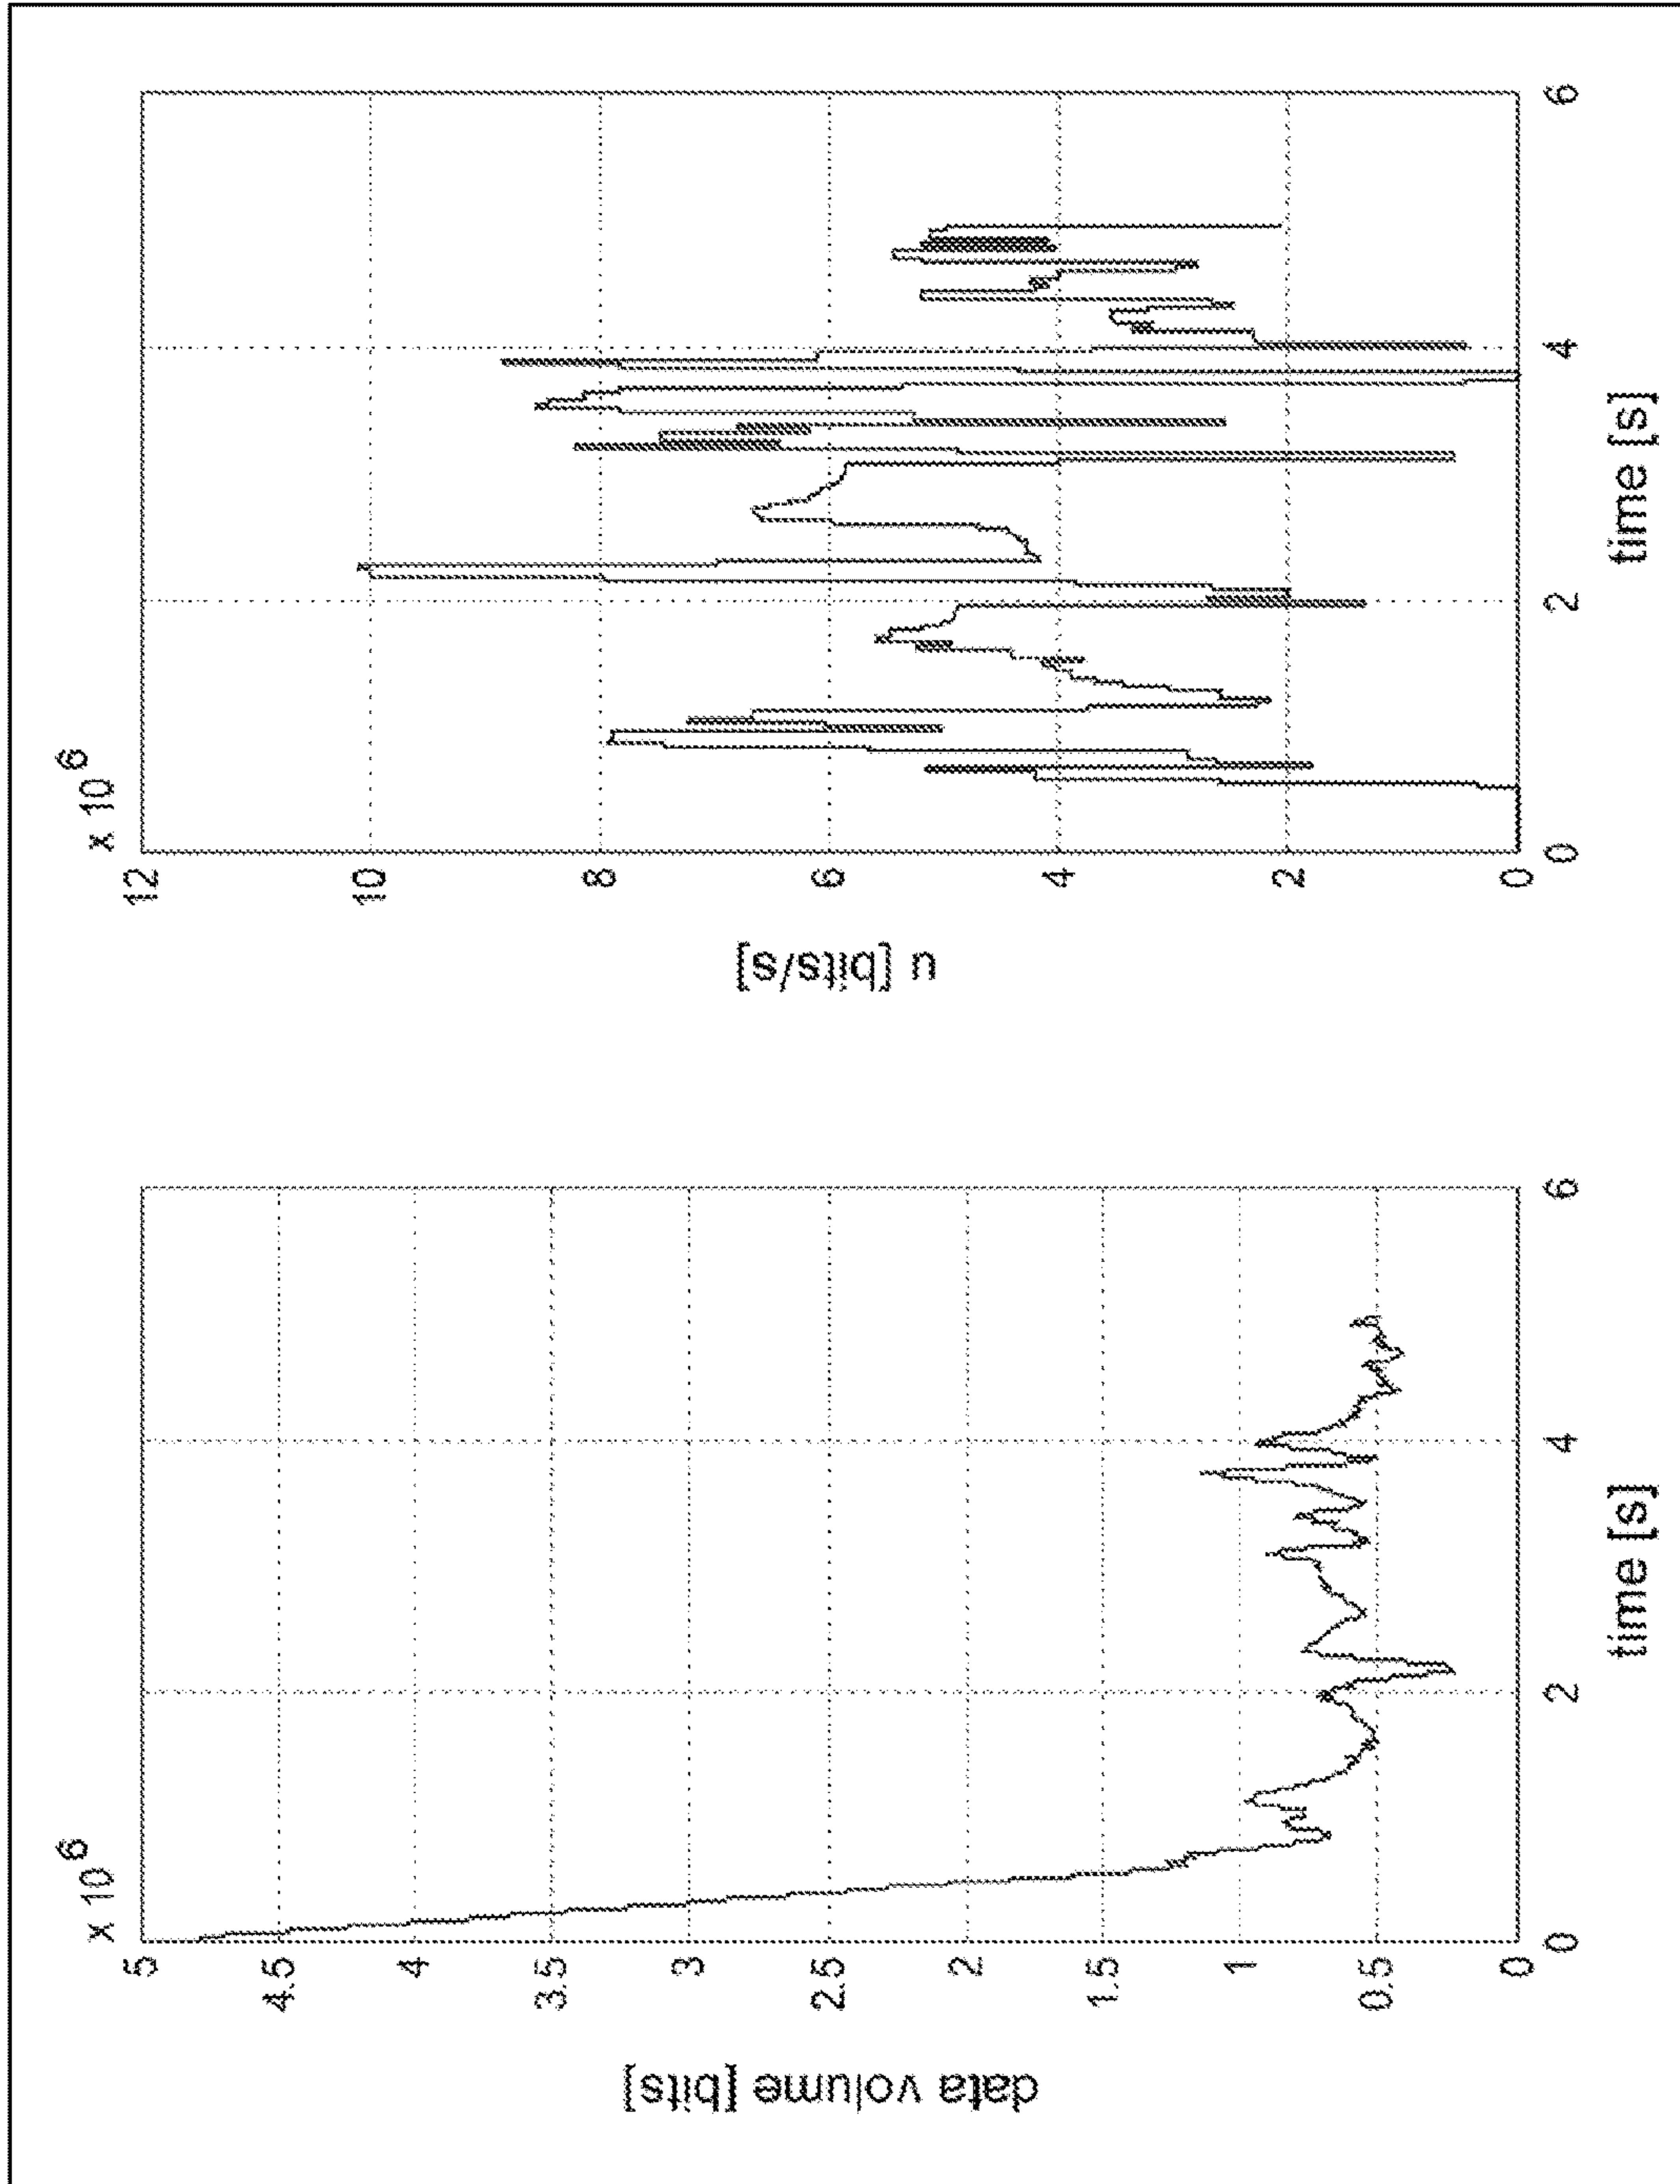 x 10 6
5
4.5
4
3.5
3
2.5
2
1.5
1
0.5
0
data volume [bits]
0 2 4 6
time [s]
x 10 6
12
10
8
6
4
2
0
u [bits/s]
0 2 4 6
time [s]